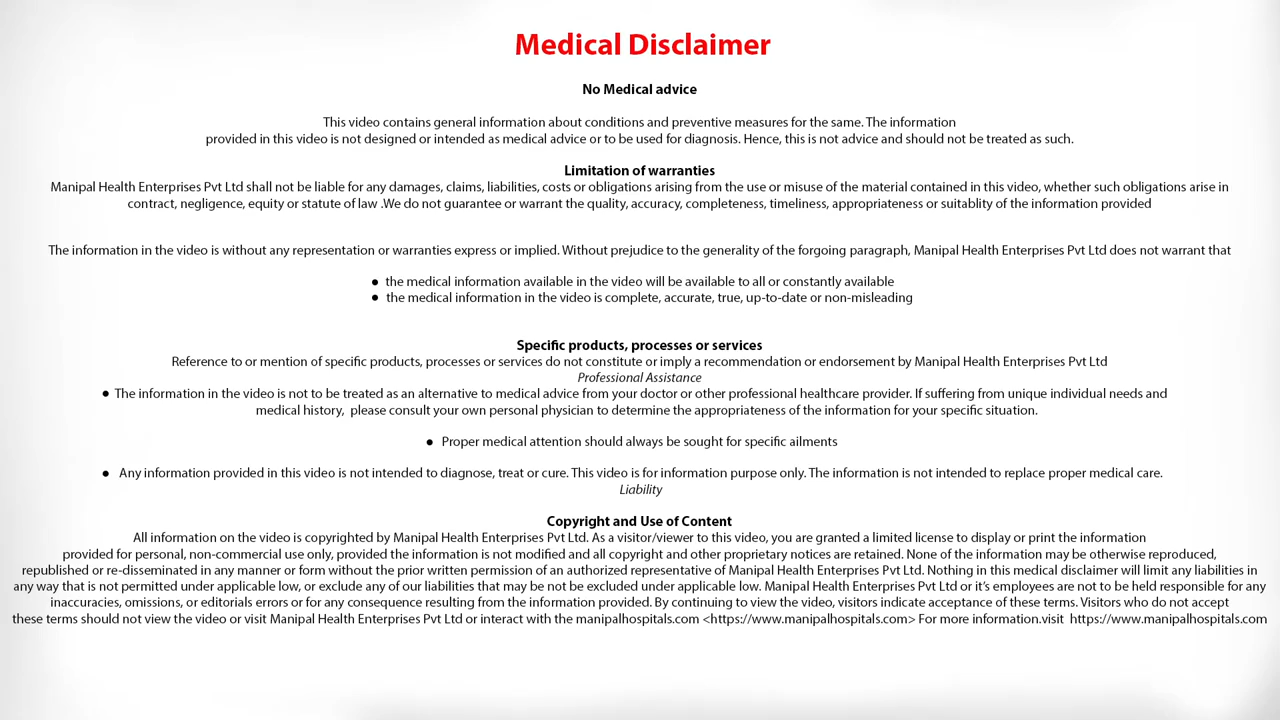 Medical Disclaimer
No Medical advice
This video contains general information about conditions and preventive measures for the same. The information
provided in this video is not designed or intended as medical advice or to be used for diagnosis. Hence, this is not advice and should not be treated as such.
Limitation of warranties
Manipal Health Enterprises Pvt Ltd shall not be liable for any damages, claims, liabilities, costs or obligations arising from the use or misuse of the material contained in this video, whether such obligations arise in
contract, negligence, equity or statute of law .We do not guarantee or warrant the quality, accuracy, completeness, timeliness, appropriateness or suitablity of the information provided
The information in the video is without any representation or warranties express or implied. Without prejudice to the generality of the forgoing paragraph, Manipal Health Enterprises Pvt Ltd does not warrant that
● the medical information available in the video will be available to all or constantly available
● the medical information in the video is complete, accurate, true, up-to-date or non-misleading
Specific products, processes or services
Reference to or mention of specific products, processes or services do not constitute or imply a recommendation or endorsement by Manipal Health Enterprises Pvt Ltd
Professional Assistance
● The information in the video is not to be treated as an alternative to medical advice from your doctor or other professional healthcare provider. If suffering from unique individual needs and
medical history, please consult your own personal physician to determine the appropriateness of the information for your specific situation.
● Proper medical attention should always be sought for specific ailments
● Any information provided in this video is not intended to diagnose, treat or cure. This video is for information purpose only. The information is not intended to replace proper medical care.
Liability
Copyright and Use of Content
All information on the video is copyrighted by Manipal Health Enterprises Pvt Ltd. As a visitor/viewer to this video, you are granted a limited license to display or print the information
provided for personal, non-commercial use only, provided the information is not modified and all copyright and other proprietary notices are retained. None of the information may be otherwise reproduced,
republished or re-disseminated in any manner or form without the prior written permission of an authorized representative of Manipal Health Enterprises Pvt Ltd. Nothing in this medical disclaimer will limit any liabilities in
any way that is not permitted under applicable low, or exclude any of our liabilities that may be not be excluded under applicable low. Manipal Health Enterprises Pvt Ltd or it's employees are not to be held responsible for any
inaccuracies, omissions, or editorials errors or for any consequence resulting from the information provided. By continuing to view the video, visitors indicate acceptance of these terms. Visitors who do not accept
these terms should not view the video or visit Manipal Health Enterprises Pvt Ltd or interact with the manipalhospitals.com <https://www.manipalhospitals.com> For more information.visit https://www.manipalhospitals.com